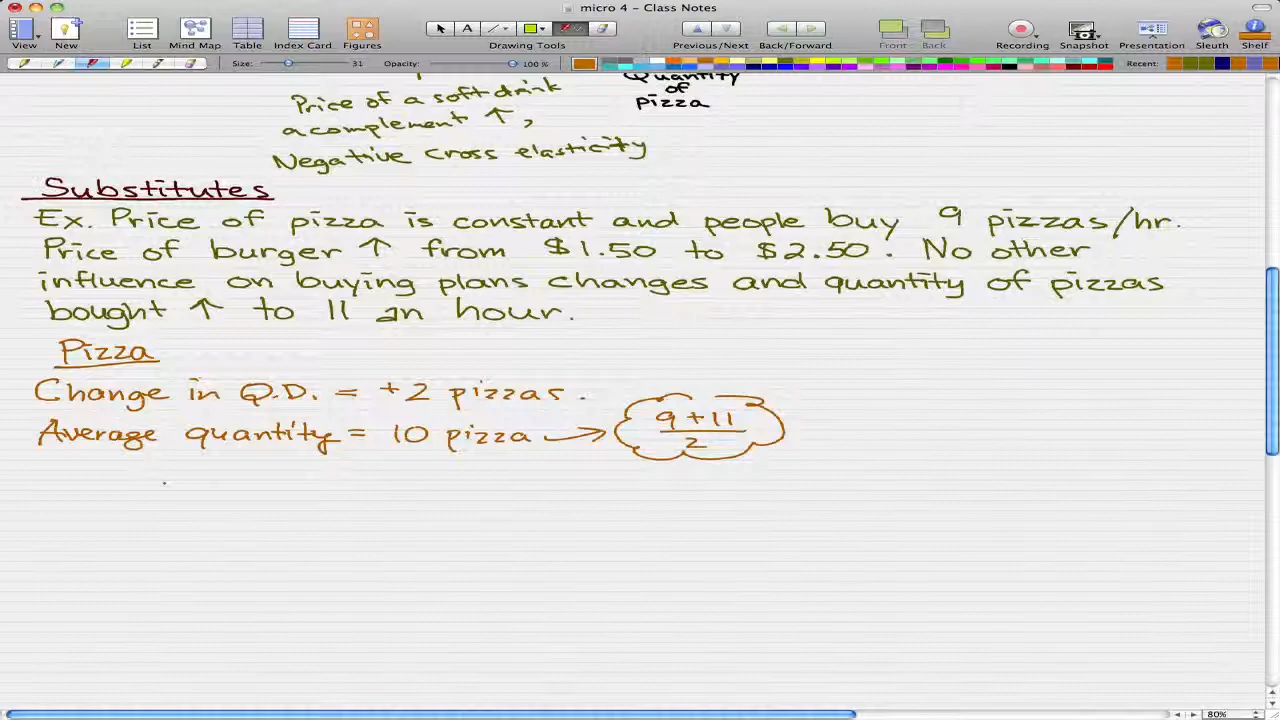 micro 4 – Class Notes
View New List Mind Map Table Index Card Figures Drawing Tools Previous/Next Back/Forward Front Back Recording Snapshot Presentation Sleuth Shelf
Size: 31 Opacity: 100 % Recent:
Quantity
of
pizza
Price of a soft drink
a complement ↑ ,
Negative cross elasticity
Substitutes
Ex. Price of pizza is constant and people buy 9 pizzas/hr.
Price of burger ↑ from $1.50 to $2.50. No other
influence on buying plans changes and quantity of pizzas
bought ↑ to 11 an hour.
Pizza
Change in Q.D. = +2 pizzas.
Average quantity = 10 pizza → 9 + 11
2
80%